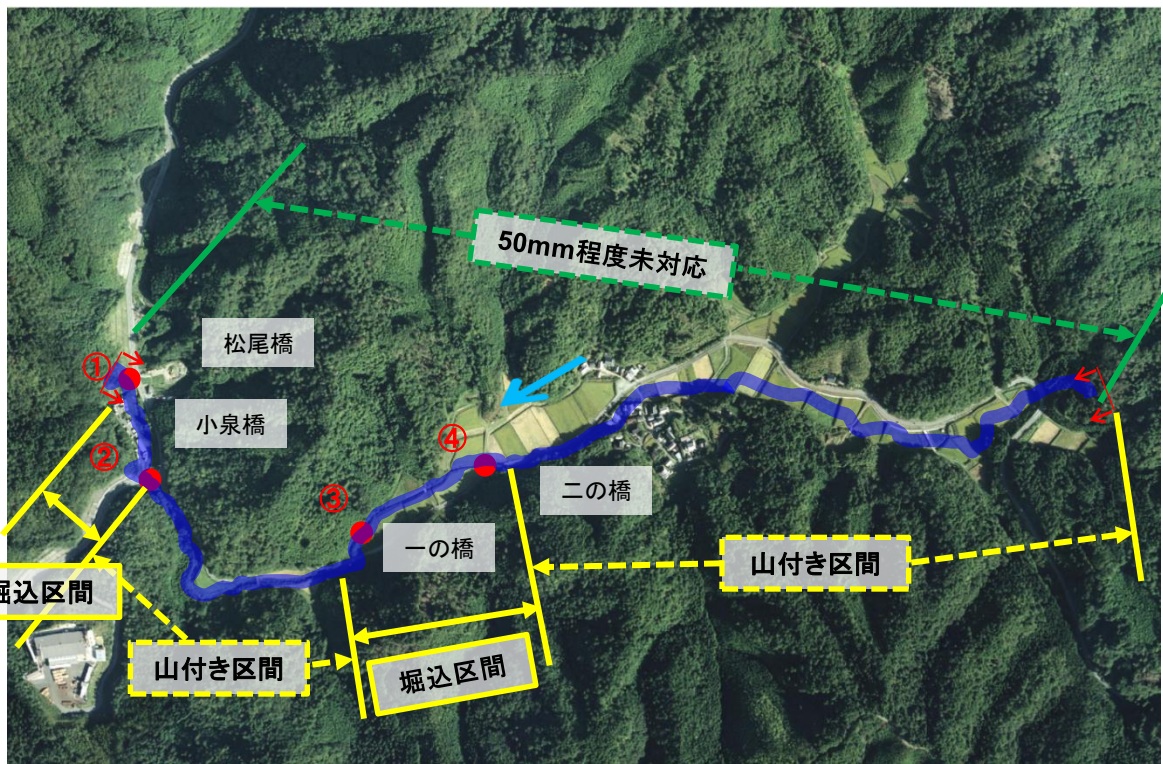 50mm程度未対応
松尾橋
①
小泉橋
②
④
二の橋
③
一の橋
山付き区間
堀込区間
山付き区間
堀込区間